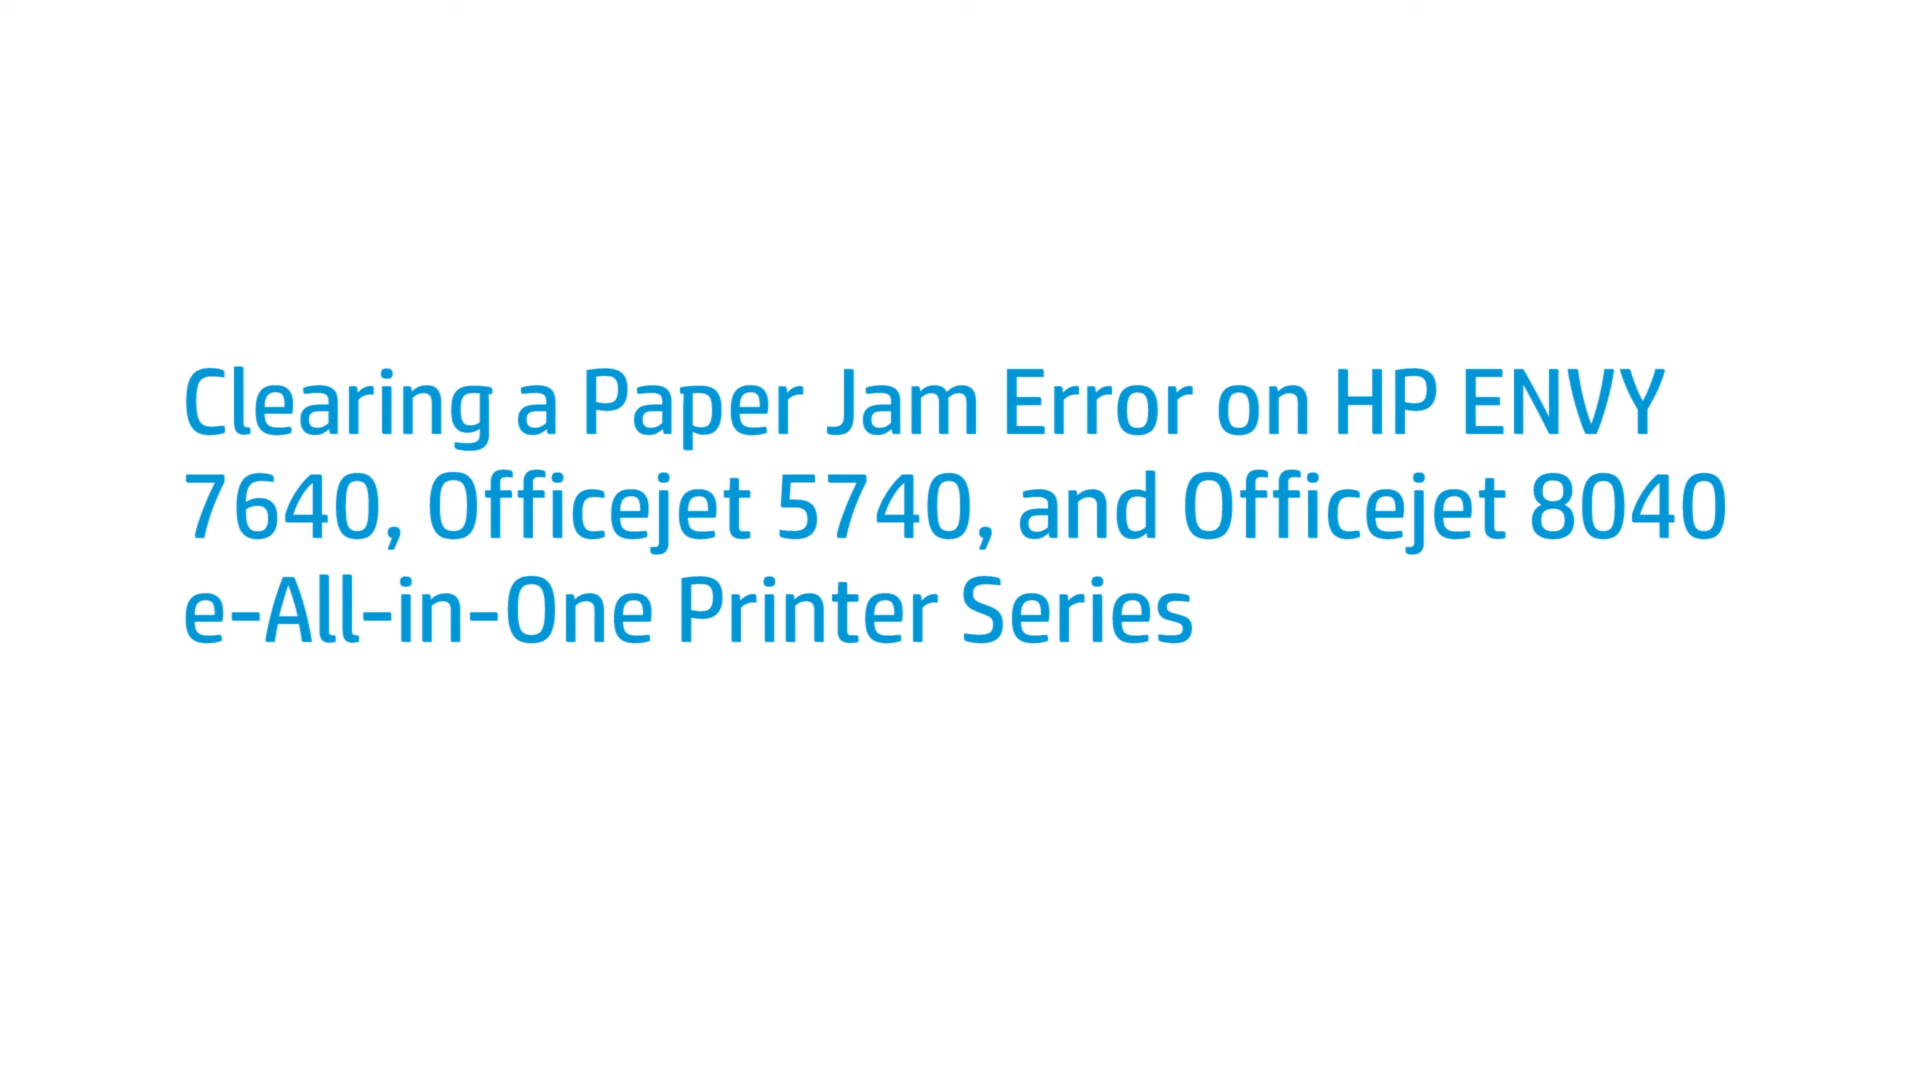 Clearing a Paper Jam Error on HP ENVY
7640, Officejet 5740, and Officejet 8040
e-All-in-One Printer Series